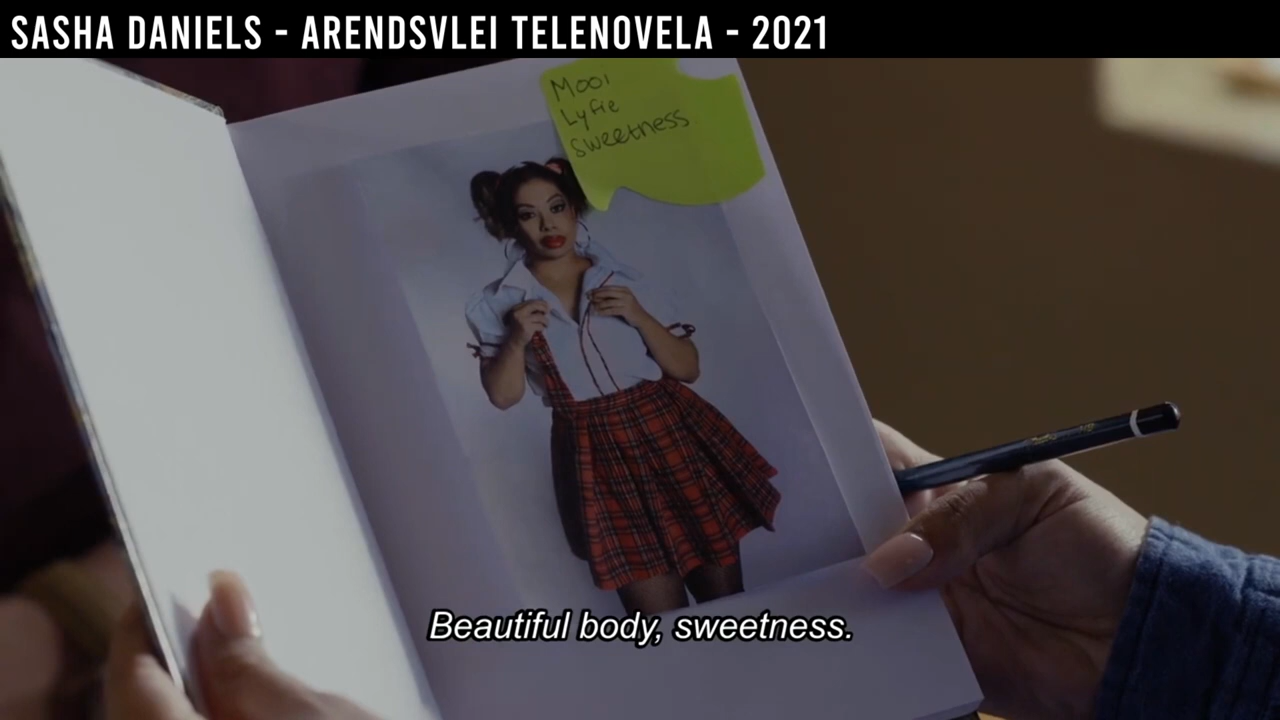 SASHA DANIELS - ARENDSVLEI TELENOVELA - 2021
Mooi
Lyfie
Sweetness
Beautiful body, sweetness.